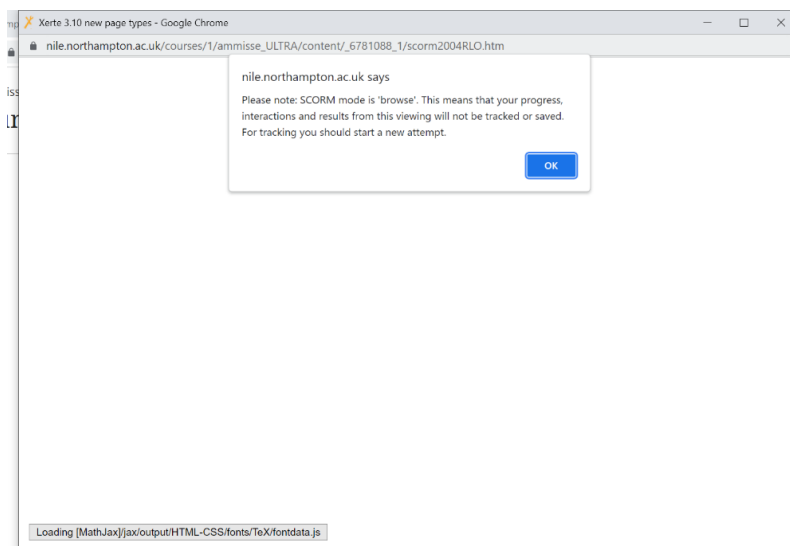 Xerte 3.10 new page types - Google Chrome
nile.northampton.ac.uk/courses/1/ammisse_ULTRA/content/_6781088_1/scorm2004RLO.htm
nile.northampton.ac.uk says
Please note: SCORM mode is 'browse'. This means that your progress,
interactions and results from this viewing will not be tracked or saved.
For tracking you should start a new attempt.
OK
Loading [MathJax]/jax/output/HTML-CSS/fonts/TeX/fontdata.js